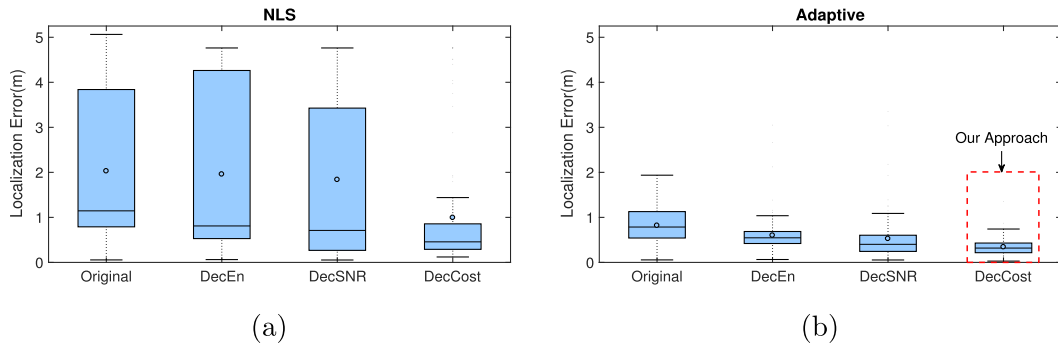 NLS
Localization Error(m)
5
4
3
2
1
0
Original DecEn DecSNR DecCost
(a)
Adaptive
Localization Error(m)
5
4
3
2
1
0
Our Approach
Original DecEn DecSNR DecCost
(b)